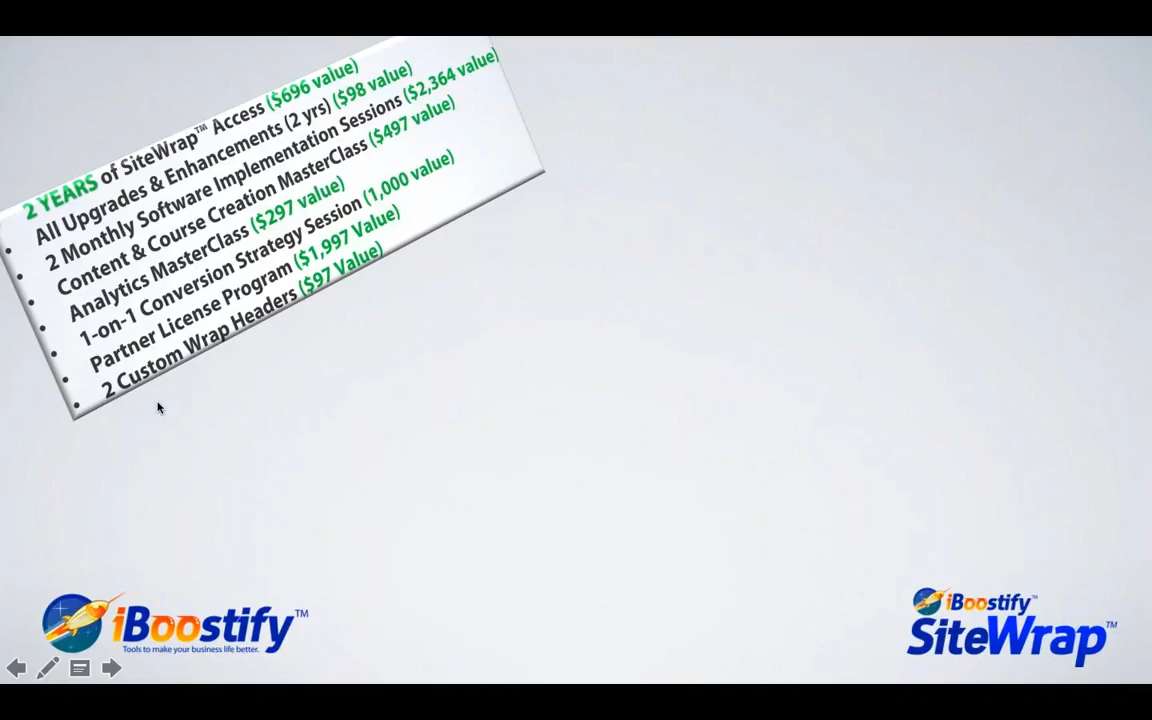 2 YEARS of SiteWrap™ Access ($696 value)
• All Upgrades & Enhancements (2 yrs) ($98 value)
• 2 Monthly Software Implementation Sessions ($2,364 value)
• Content & Course Creation MasterClass ($497 value)
• Analytics MasterClass ($297 value)
• 1-on-1 Conversion Strategy Session (1,000 value)
• Partner License Program ($1,997 Value)
• 2 Custom Wrap Headers ($97 Value)
iBoostify™
Tools to make your business life better.
iBoostify™
SiteWrap™